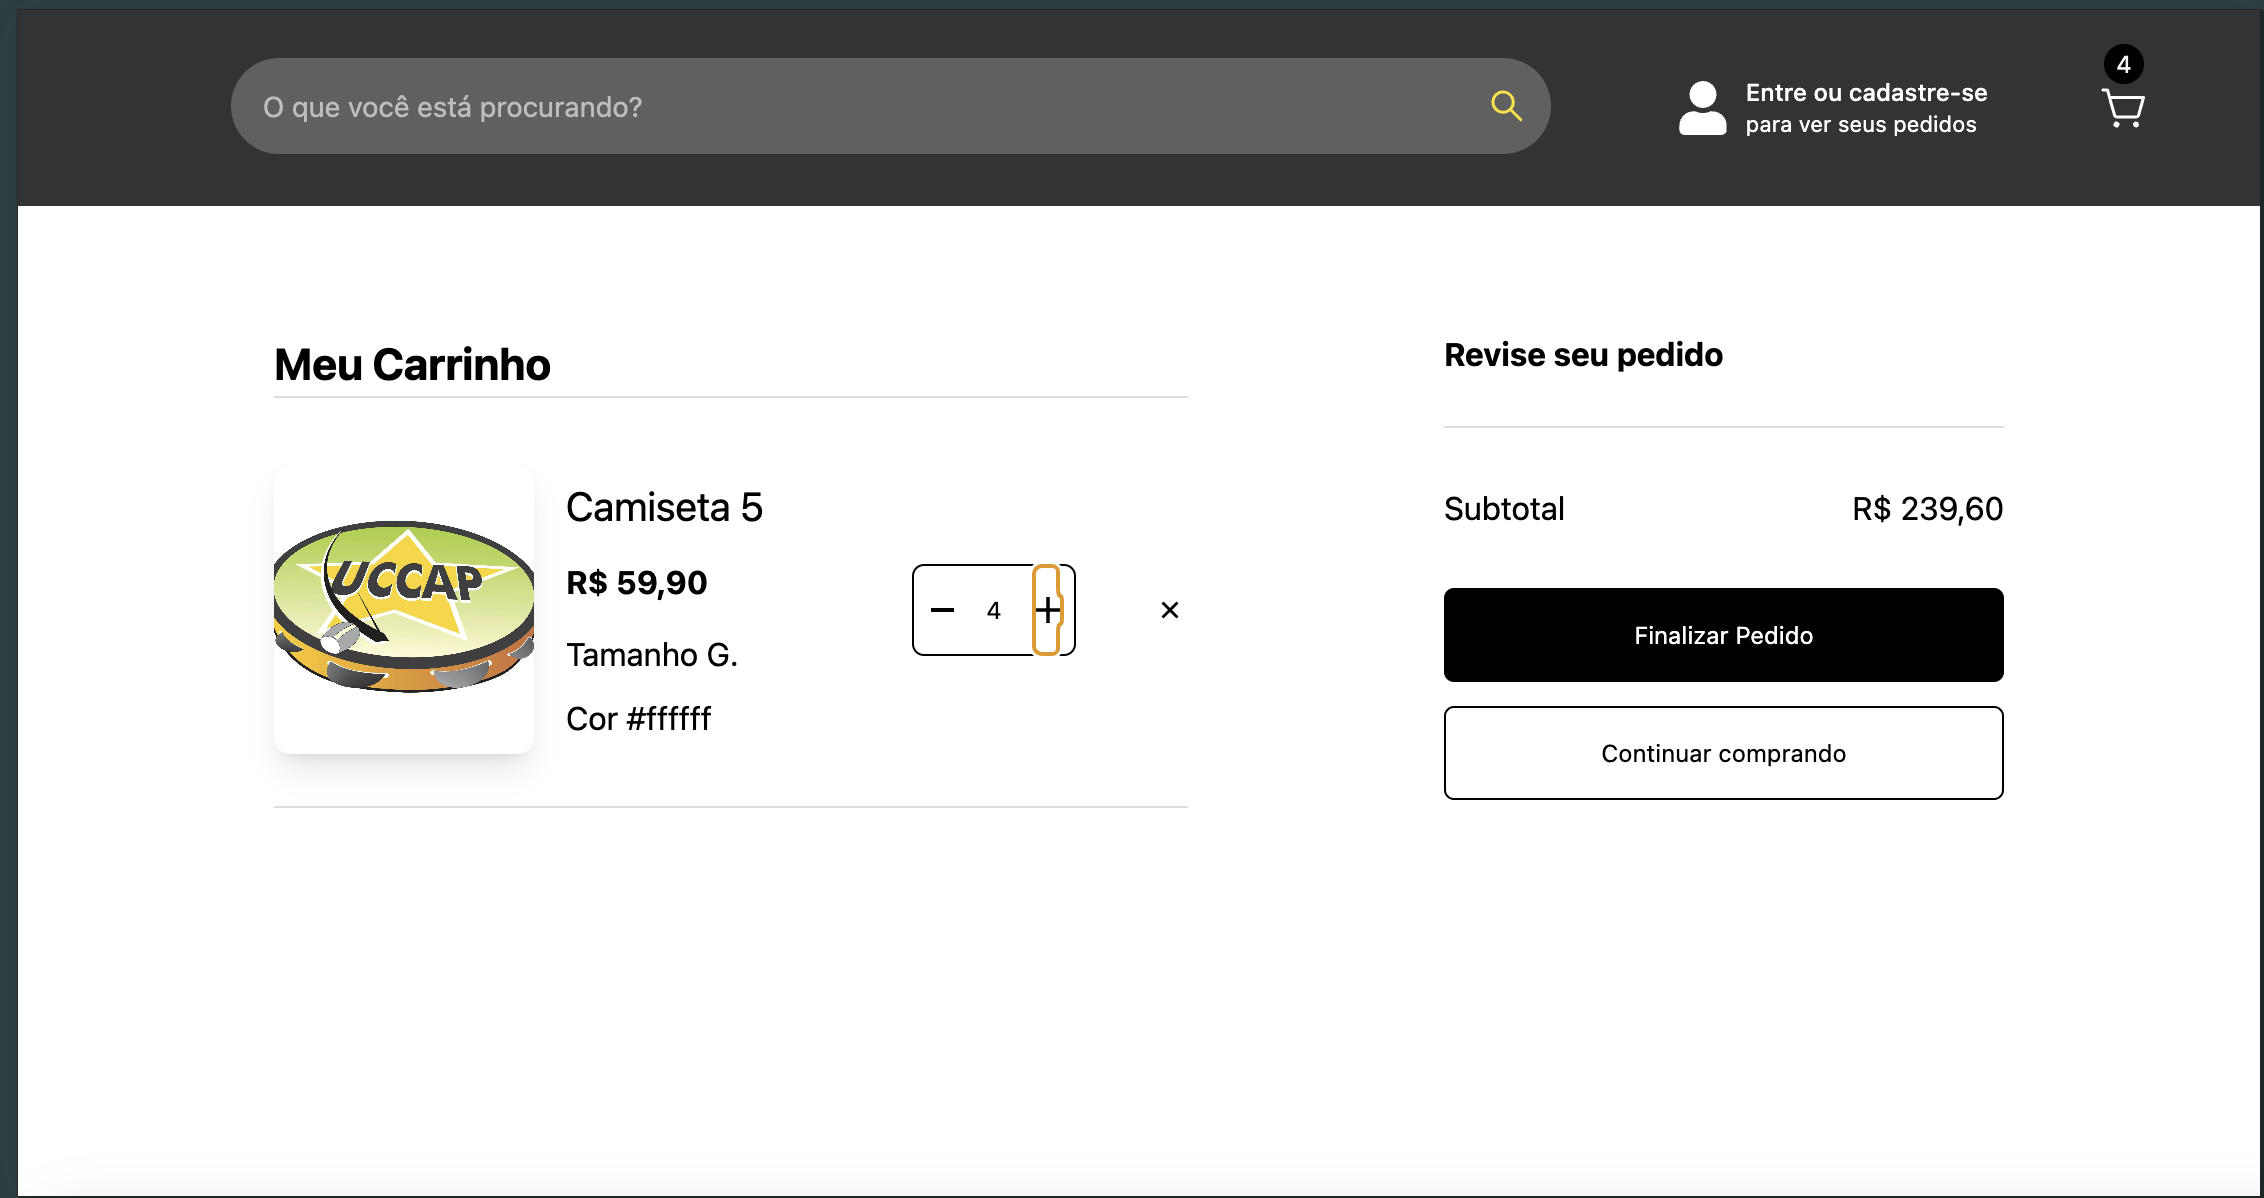 O que você está procurando?
Entre ou cadastre-se
para ver seus pedidos
4
Meu Carrinho
Revise seu pedido
UCCAP
Camiseta 5
R$ 59,90
Tamanho G.
Cor #ffffff
4
Subtotal
R$ 239,60
Finalizar Pedido
Continuar comprando